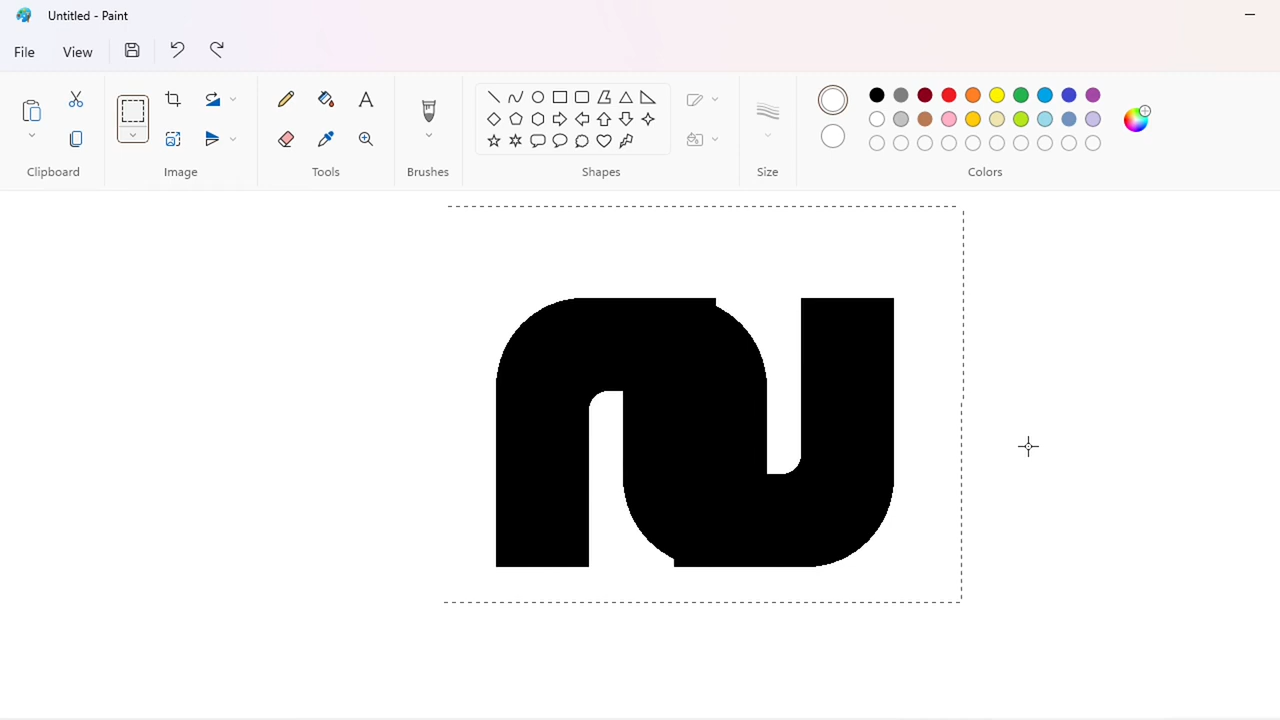 Untitled - Paint
File View
Clipboard Image Tools Brushes Shapes Size Colors